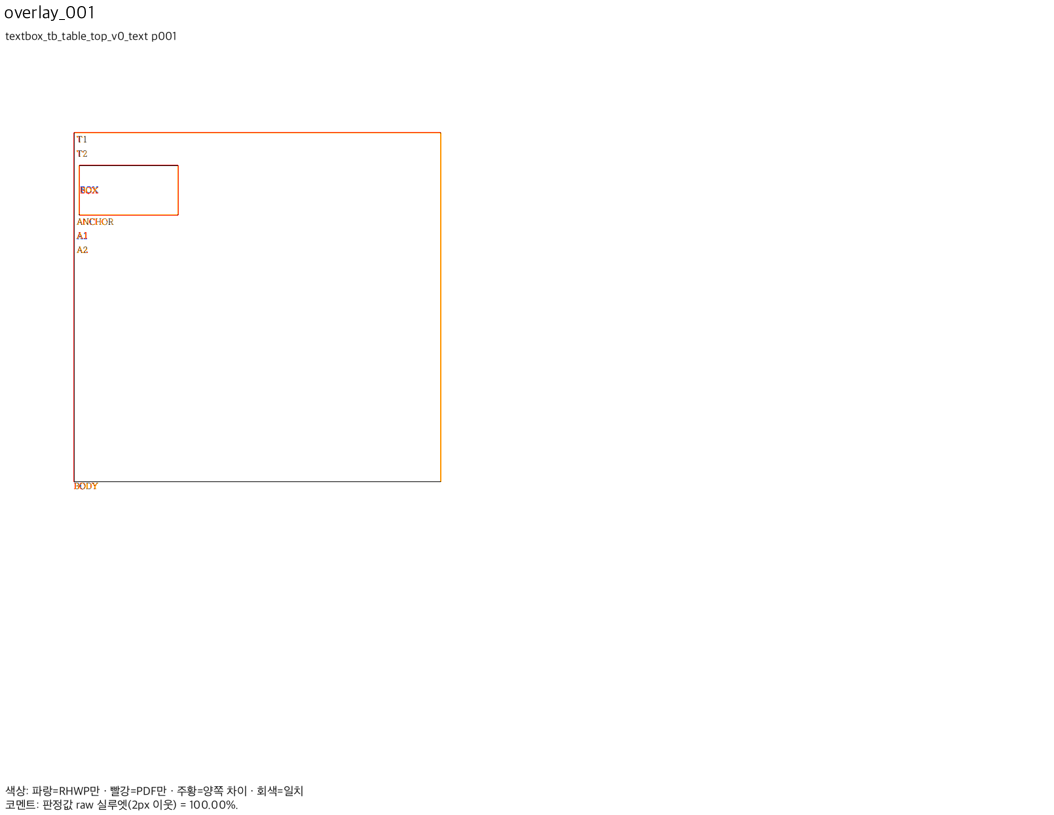 overlay_001
textbox_tb_table_top_v0_text p001
T1
T2
BOX
ANCHOR
A1
A2
BODY
색상: 파랑=RHWP만 · 빨강=PDF만 · 주황=양쪽 차이 · 회색=일치
코멘트: 판정값 raw 실루엣(2px 이웃) = 100.00%.